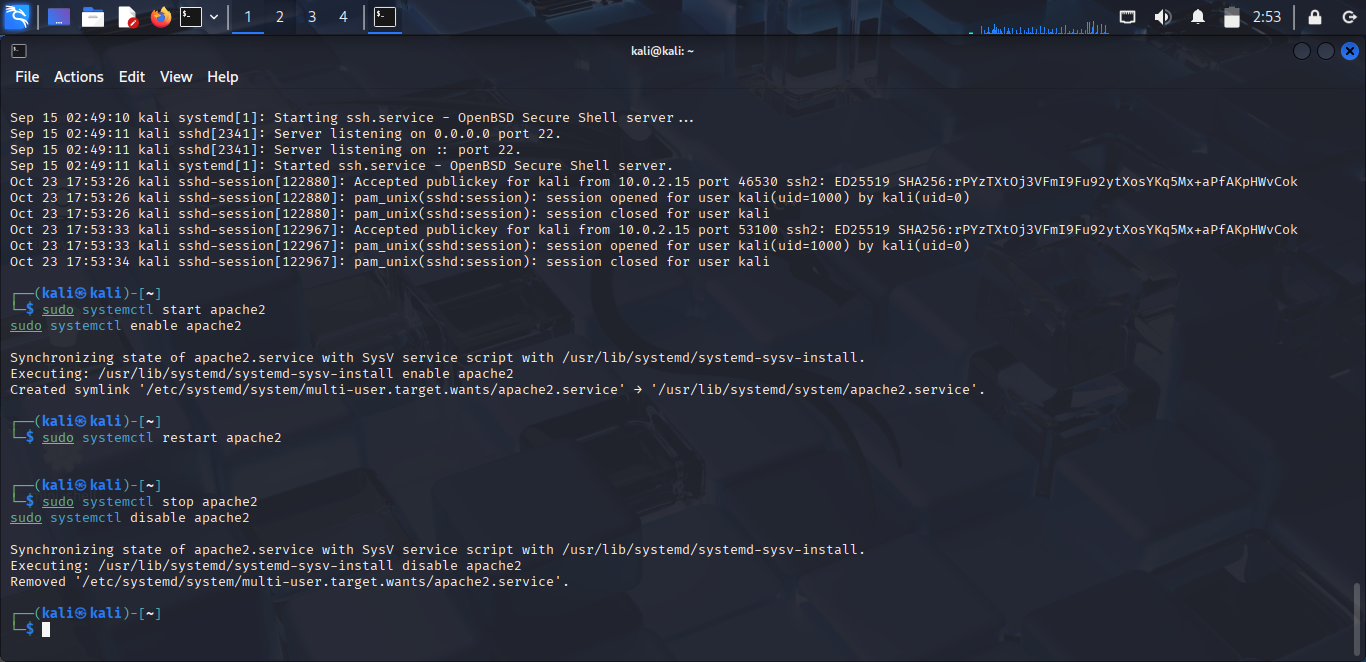 1 2 3 4
2:53
kali@kali: ~
File Actions Edit View Help
Sep 15 02:49:10 kali systemd[1]: Starting ssh.service - OpenBSD Secure Shell server...
Sep 15 02:49:11 kali sshd[2341]: Server listening on 0.0.0.0 port 22.
Sep 15 02:49:11 kali sshd[2341]: Server listening on :: port 22.
Sep 15 02:49:11 kali systemd[1]: Started ssh.service - OpenBSD Secure Shell server.
Oct 23 17:53:26 kali sshd-session[122880]: Accepted publickey for kali from 10.0.2.15 port 46530 ssh2: ED25519 SHA256:rPYzTXtOj3VFmI9Fu92ytXosYKq5Mx+aPfAKpHWvCok
Oct 23 17:53:26 kali sshd-session[122880]: pam_unix(sshd:session): session opened for user kali(uid=1000) by kali(uid=0)
Oct 23 17:53:26 kali sshd-session[122880]: pam_unix(sshd:session): session closed for user kali
Oct 23 17:53:33 kali sshd-session[122967]: Accepted publickey for kali from 10.0.2.15 port 53100 ssh2: ED25519 SHA256:rPYzTXtOj3VFmI9Fu92ytXosYKq5Mx+aPfAKpHWvCok
Oct 23 17:53:33 kali sshd-session[122967]: pam_unix(sshd:session): session opened for user kali(uid=1000) by kali(uid=0)
Oct 23 17:53:34 kali sshd-session[122967]: pam_unix(sshd:session): session closed for user kali
┌──(kali㉿kali)-[~]
└─$ sudo systemctl start apache2
sudo systemctl enable apache2
Synchronizing state of apache2.service with SysV service script with /usr/lib/systemd/systemd-sysv-install.
Executing: /usr/lib/systemd/systemd-sysv-install enable apache2
Created symlink '/etc/systemd/system/multi-user.target.wants/apache2.service' → '/usr/lib/systemd/system/apache2.service'.
┌──(kali㉿kali)-[~]
└─$ sudo systemctl restart apache2
┌──(kali㉿kali)-[~]
└─$ sudo systemctl stop apache2
sudo systemctl disable apache2
Synchronizing state of apache2.service with SysV service script with /usr/lib/systemd/systemd-sysv-install.
Executing: /usr/lib/systemd/systemd-sysv-install disable apache2
Removed '/etc/systemd/system/multi-user.target.wants/apache2.service'.
┌──(kali㉿kali)-[~]
└─$